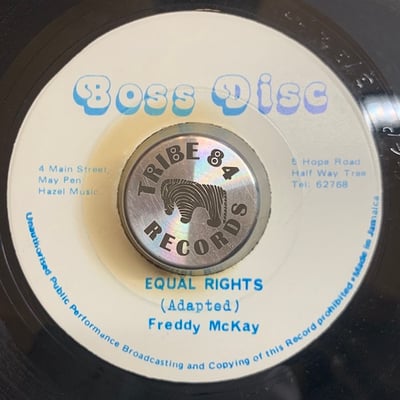 Boss Disc
4 Main Street,
May Pen
Hazel Music.
5 Hope Road
Half Way Tree
Tel: 62768
TRIBE 84
RECORDS
EQUAL RIGHTS
(Adapted)
Freddy McKay
Unauthorised Public Performance Broadcasting and Copying of this Record prohibited•Made in Jamaica